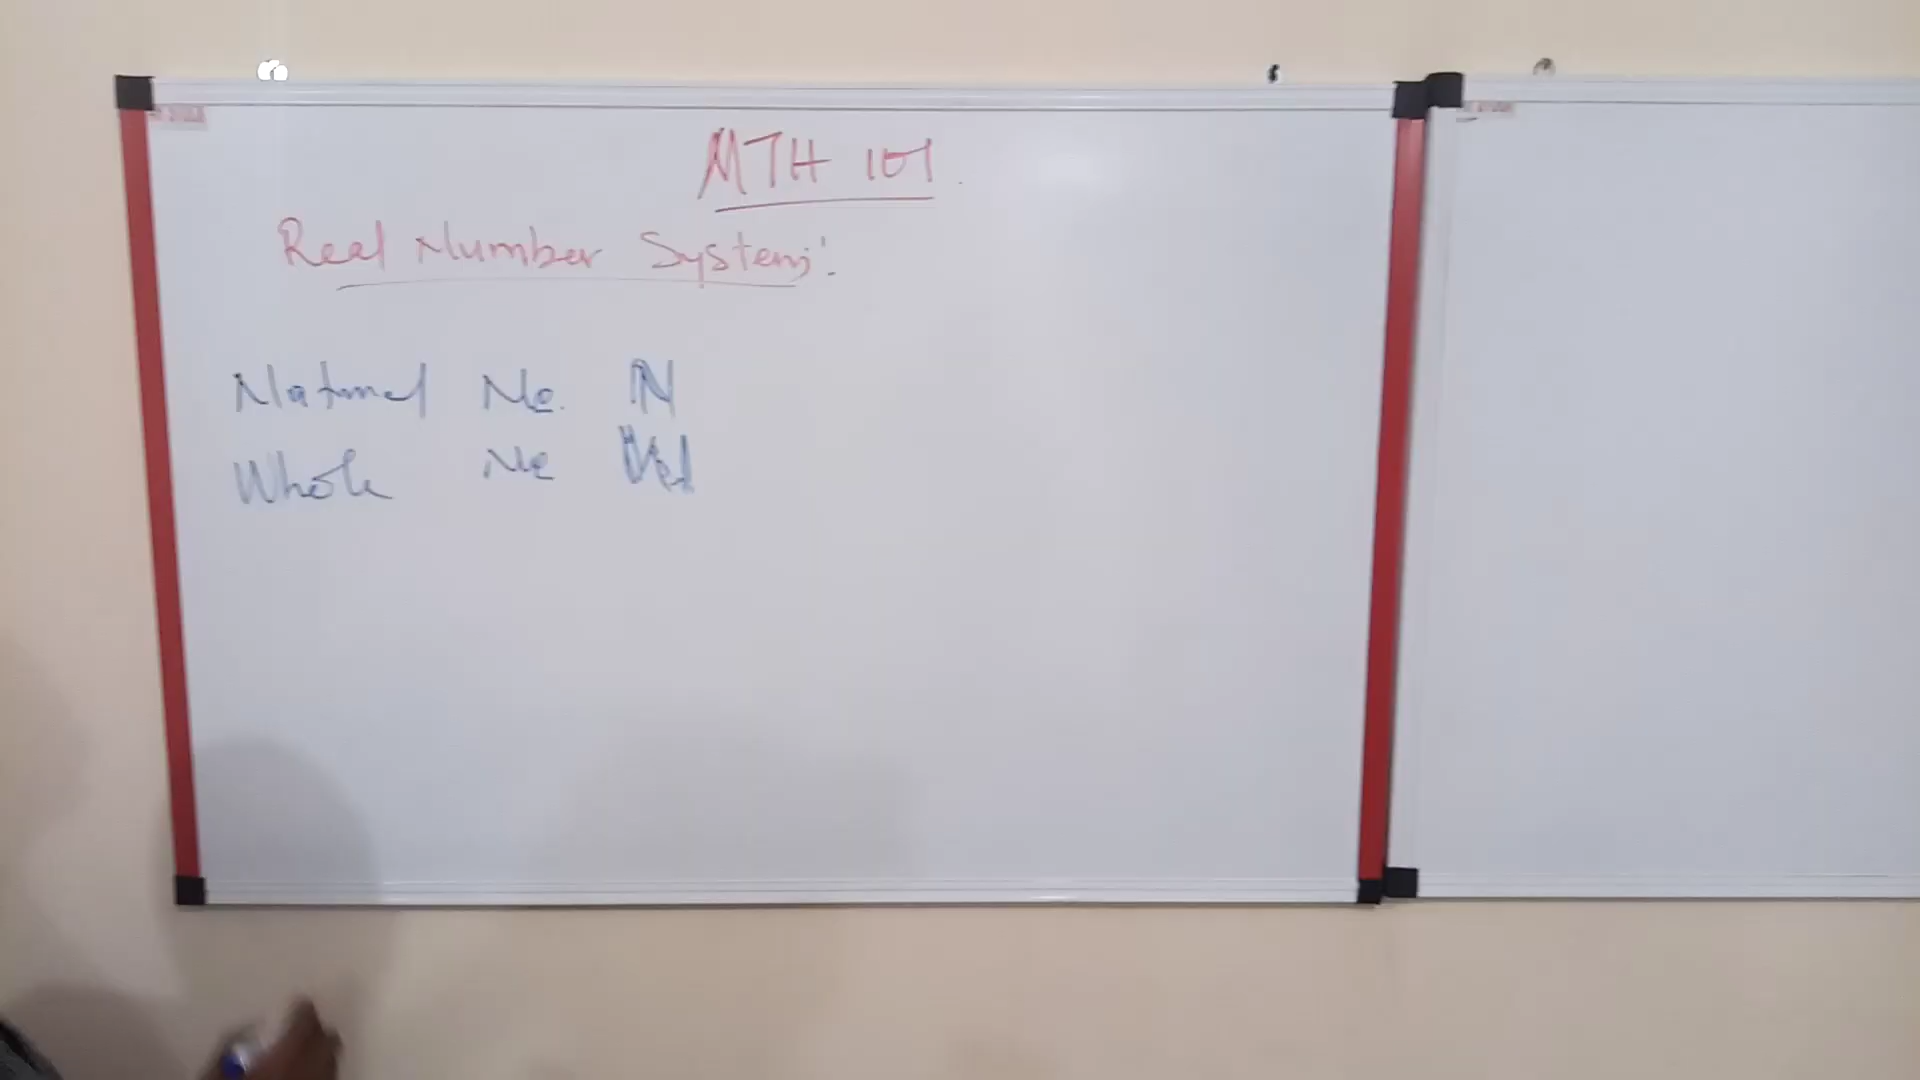 MTH 101
Real Number System:
Natural No. ℕ
Whole No